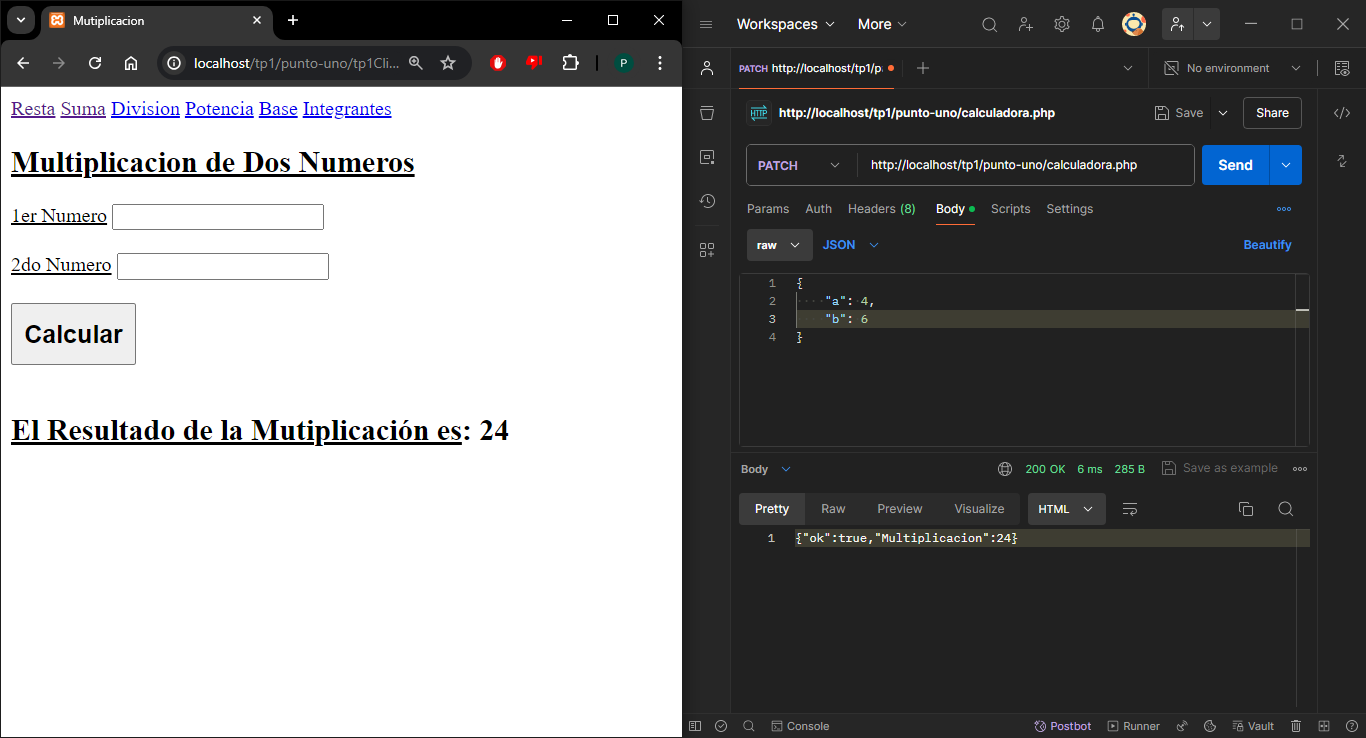 Mutiplicacion
localhost/tp1/punto-uno/tp1Cli...
P
Resta Suma Division Potencia Base Integrantes
Multiplicacion de Dos Numeros
1er Numero
2do Numero
Calcular
El Resultado de la Mutiplicación es: 24
Workspaces More
PATCH http://localhost/tp1/p
No environment
HTTP http://localhost/tp1/punto-uno/calculadora.php
Save Share
PATCH http://localhost/tp1/punto-uno/calculadora.php
Send
Params Auth Headers (8) Body Scripts Settings
raw JSON Beautify
1 {
2 "a": 4,
3 "b": 6
4 }
Body 200 OK 6 ms 285 B Save as example
Pretty Raw Preview Visualize HTML
1 {"ok":true,"Multiplicacion":24}
Console Postbot Runner Vault